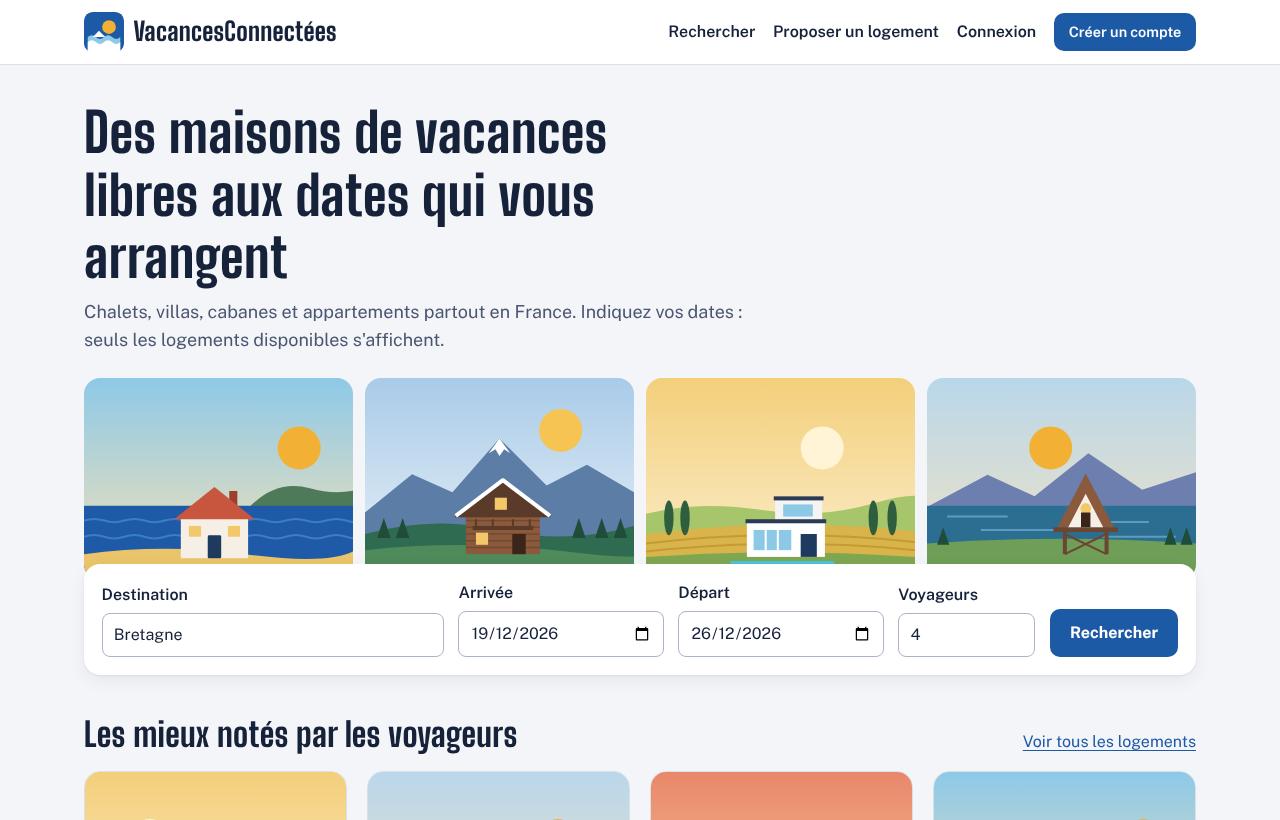 VacancesConnectées
Rechercher
Proposer un logement
Connexion
Créer un compte
Des maisons de vacances
libres aux dates qui vous
arrangent
Chalets, villas, cabanes et appartements partout en France. Indiquez vos dates :
seuls les logements disponibles s'affichent.
Destination
Bretagne
Arrivée
19/12/2026
Départ
26/12/2026
Voyageurs
4
Rechercher
Les mieux notés par les voyageurs
Voir tous les logements